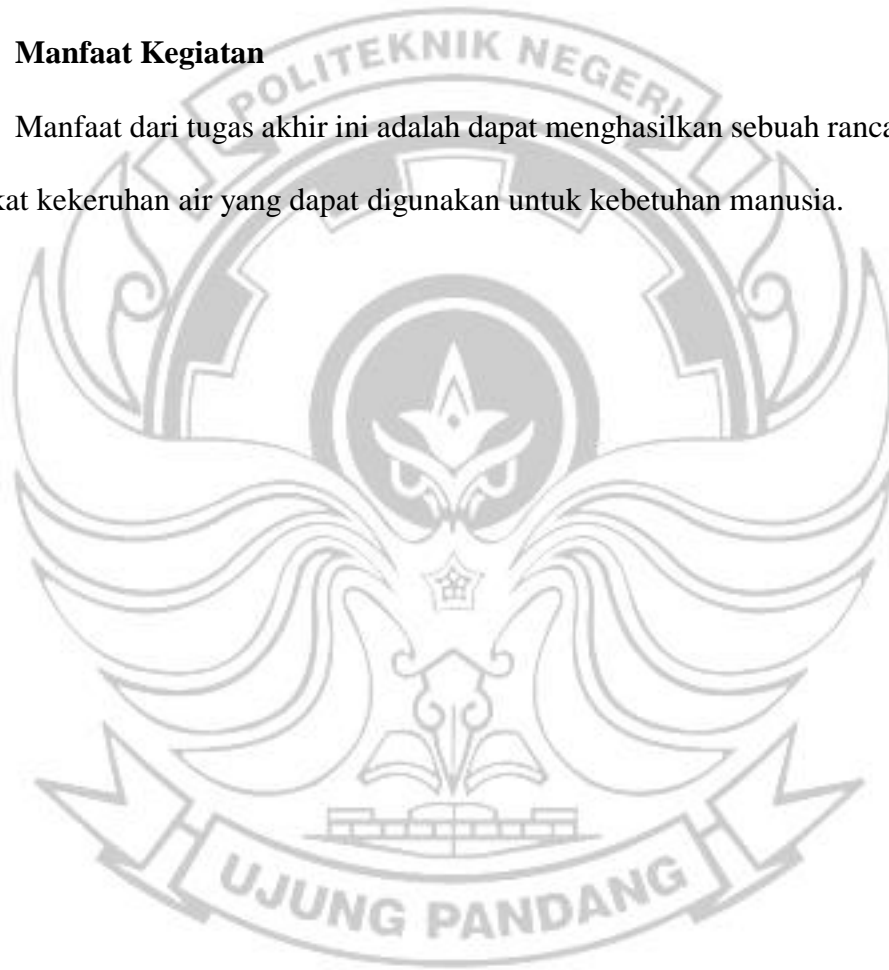 POLITEKNIK NEGERI
Manfaat Kegiatan
Manfaat dari tugas akhir ini adalah dapat menghasilkan sebuah ranca
kat kekeruhan air yang dapat digunakan untuk kebetuhan manusia.
UJUNG PANDANG